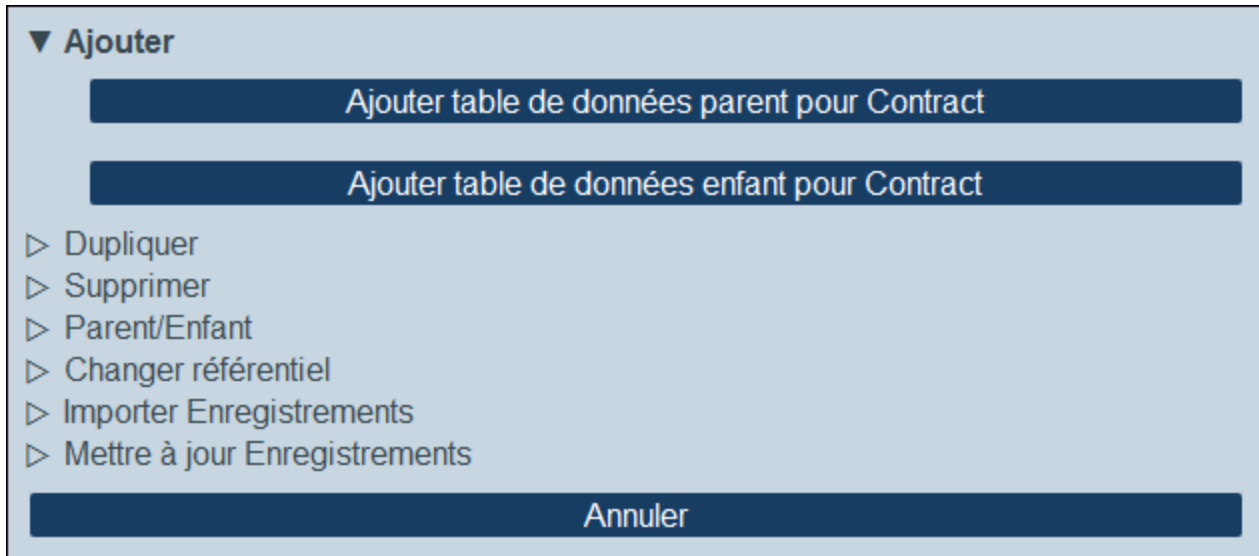 ▼ Ajouter
Ajouter table de données parent pour Contract
Ajouter table de données enfant pour Contract
▷ Dupliquer
▷ Supprimer
▷ Parent/Enfant
▷ Changer référentiel
▷ Importer Enregistrements
▷ Mettre à jour Enregistrements
Annuler